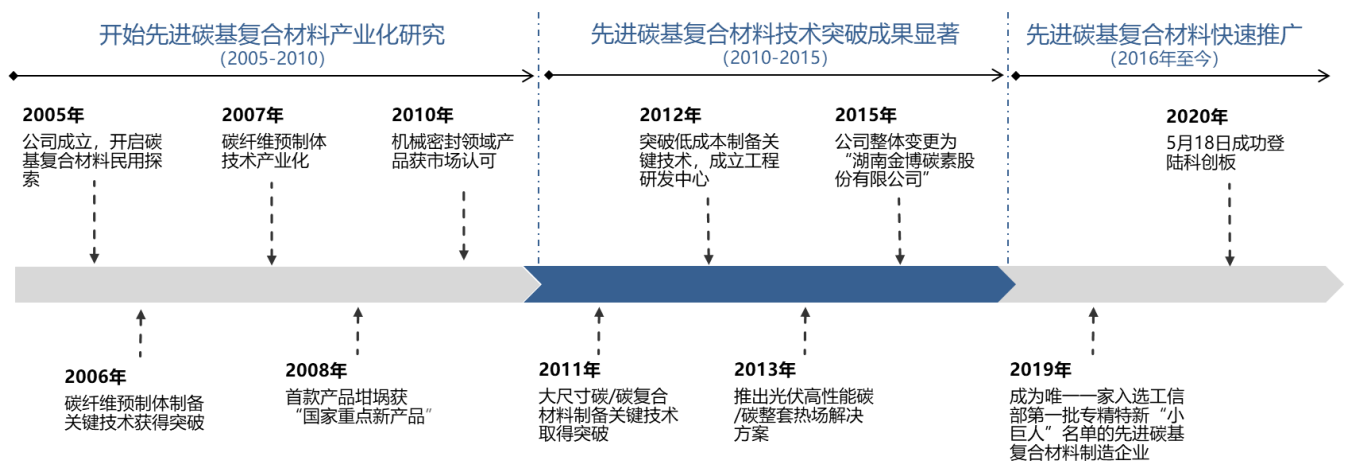 开始先进碳基复合材料产业化研究
（2005-2010）
先进碳基复合材料技术突破成果显著
（2010-2015）
先进碳基复合材料快速推广
（2016年至今）
2005年
公司成立，开启碳
基复合材料民用探
索
2007年
碳纤维预制体
技术产业化
2010年
机械密封领域产
品获市场认可
2012年
突破低成本制备关
键技术，成立工程
研发中心
2015年
公司整体变更为
“湖南金博碳素股
份有限公司”
2020年
5月18日成功登
陆科创板
2006年
碳纤维预制体制备
关键技术获得突破
2008年
首款产品坩埚获
“国家重点新产品”
2011年
大尺寸碳/碳复合
材料制备关键技术
取得突破
2013年
推出光伏高性能碳
/碳整套热场解决
方案
2019年
成为唯一一家入选工信
部第一批专精特新“小
巨人”名单的先进碳基
复合材料制造企业